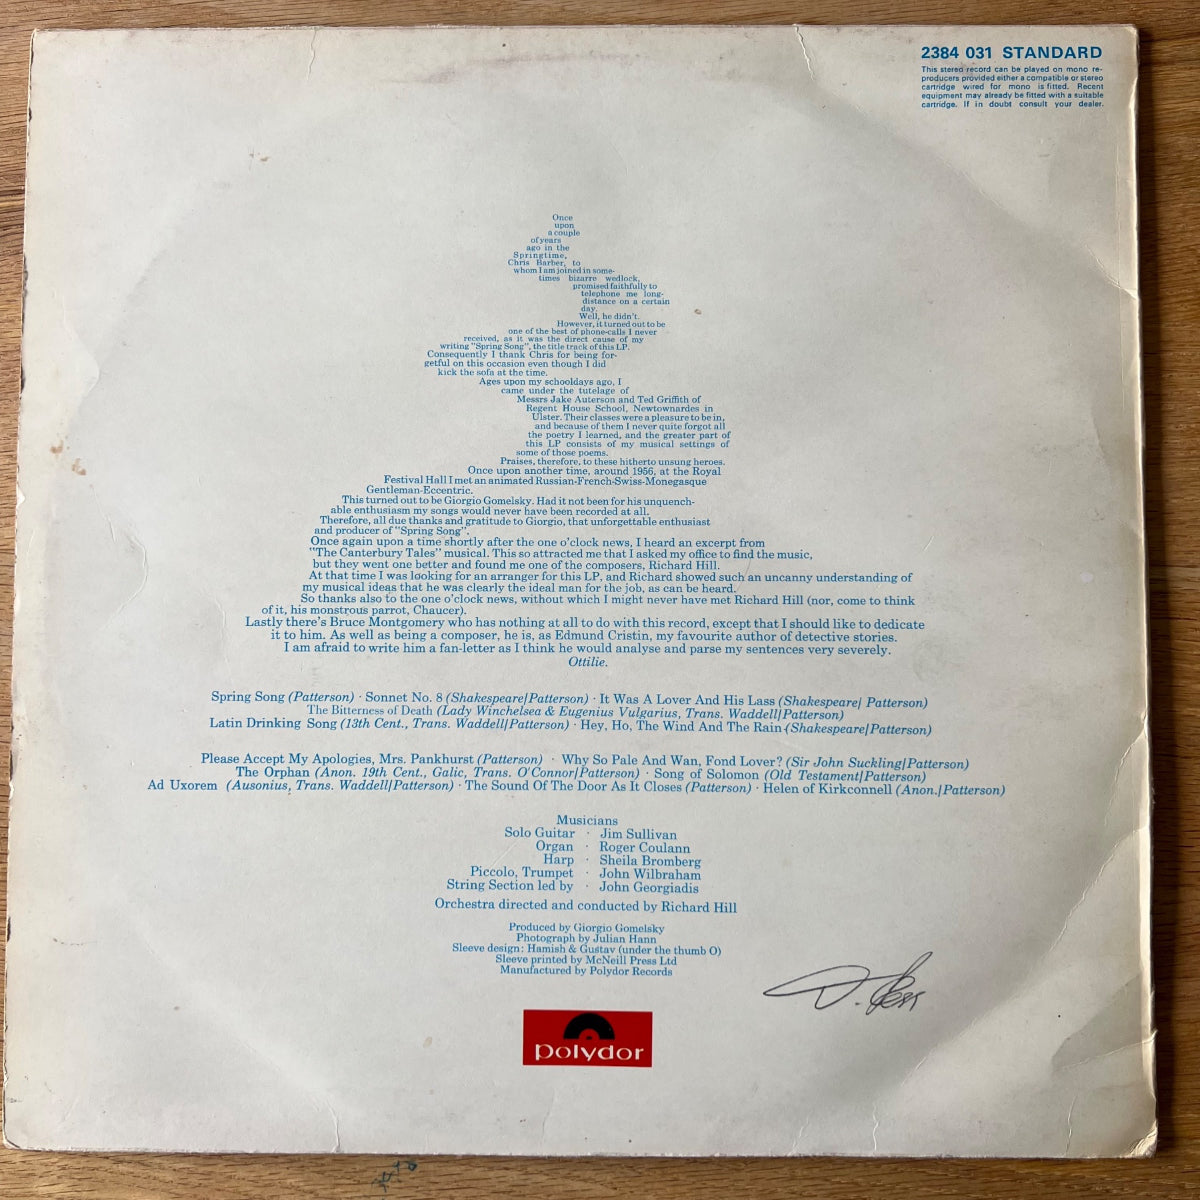 2384 031 STANDARD
This stereo record can be played on mono re-
producers provided either a compatible or stereo
cartridge wired for mono is fitted. Recent
equipment may already be fitted with a suitable
cartridge. If in doubt consult your dealer.
Once
upon
a couple
of years
ago in the
Springtime,
Chris Barber, to
whom I am joined in some-
times bizarre wedlock,
promised faithfully to
telephone me long-
distance on a certain
day.
Well, he didn't.
However, it turned out to be
one of the best of phone-calls I never
received, as it was the direct cause of my
writing "Spring Song", the title track of this LP.
Consequently I thank Chris for being for-
getful on this occasion even though I did
kick the sofa at the time.
Ages upon my schooldays ago, I
came under the tutelage of
Messrs Jake Auterson and Ted Griffith of
Regent House School, Newtownardes in
Ulster. Their classes were a pleasure to be in,
and because of them I never quite forgot all
the poetry I learned, and the greater part of
this LP consists of my musical settings of
some of those poems.
Praises, therefore, to these hitherto unsung heroes.
Once upon another time, around 1956, at the Royal
Festival Hall I met an animated Russian-French-Swiss-Monegasque
Gentleman-Eccentric.
This turned out to be Giorgio Gomelsky. Had it not been for his unquench-
able enthusiasm my songs would never have been recorded at all.
Therefore, all due thanks and gratitude to Giorgio, that unforgettable enthusiast
and producer of "Spring Song".
Once again upon a time shortly after the one o'clock news, I heard an excerpt from
"The Canterbury Tales" musical. This so attracted me that I asked my office to find the music,
but they went one better and found me one of the composers, Richard Hill.
At that time I was looking for an arranger for this LP, and Richard showed such an uncanny understanding of
my musical ideas that he was clearly the ideal man for the job, as can be heard.
So thanks also to the one o'clock news, without which I might never have met Richard Hill (nor, come to think
of it, his monstrous parrot, Chaucer).
Lastly there's Bruce Montgomery who has nothing at all to do with this record, except that I should like to dedicate
it to him. As well as being a composer, he is, as Edmund Cristin, my favourite author of detective stories.
I am afraid to write him a fan-letter as I think he would analyse and parse my sentences very severely.
Ottilie.
Spring Song (Patterson) · Sonnet No. 8 (Shakespeare/Patterson) · It Was A Lover And His Lass (Shakespeare/ Patterson)
The Bitterness of Death (Lady Winchelsea & Eugenius Vulgarius, Trans. Waddell/Patterson)
Latin Drinking Song (13th Cent., Trans. Waddell/Patterson) · Hey, Ho, The Wind And The Rain (Shakespeare/Patterson)
Please Accept My Apologies, Mrs. Pankhurst (Patterson) · Why So Pale And Wan, Fond Lover? (Sir John Suckling/Patterson)
The Orphan (Anon. 19th Cent., Galic, Trans. O'Connor/Patterson) · Song of Solomon (Old Testament/Patterson)
Ad Uxorem (Ausonius, Trans. Waddell/Patterson) · The Sound Of The Door As It Closes (Patterson) · Helen of Kirkconnell (Anon./Patterson)
Musicians
Solo Guitar · Jim Sullivan
Organ · Roger Coulann
Harp · Sheila Bromberg
Piccolo, Trumpet · John Wilbraham
String Section led by · John Georgiadis
Orchestra directed and conducted by Richard Hill
Produced by Giorgio Gomelsky
Photograph by Julian Hann
Sleeve design: Hamish & Gustav (under the thumb O)
Sleeve printed by McNeill Press Ltd
Manufactured by Polydor Records
polydor